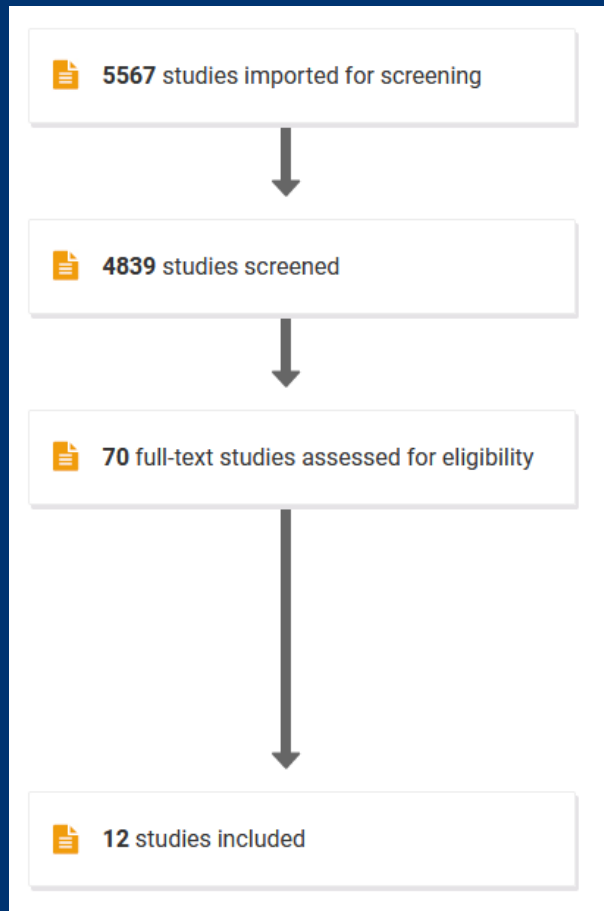 5567 studies imported for screening
4839 studies screened
70 full-text studies assessed for eligibility
12 studies included